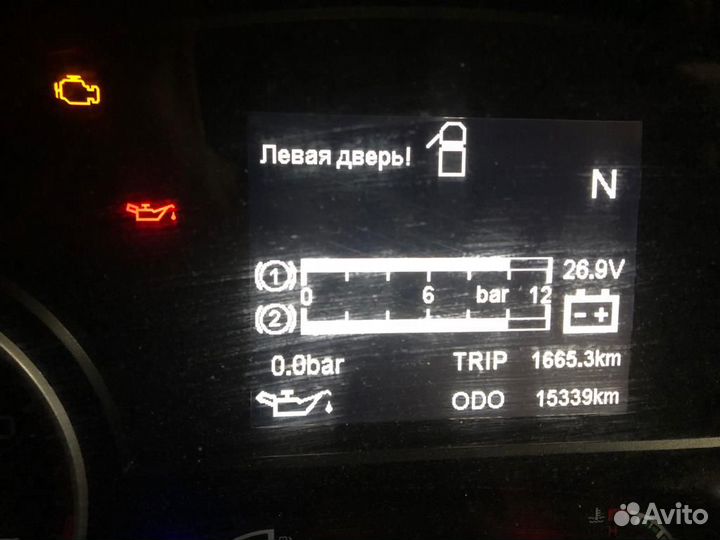 Левая дверь!
N
1
26.9V
0 6 bar 12
2
0.0bar TRIP 1665.3km
ODO 15339km
Avito